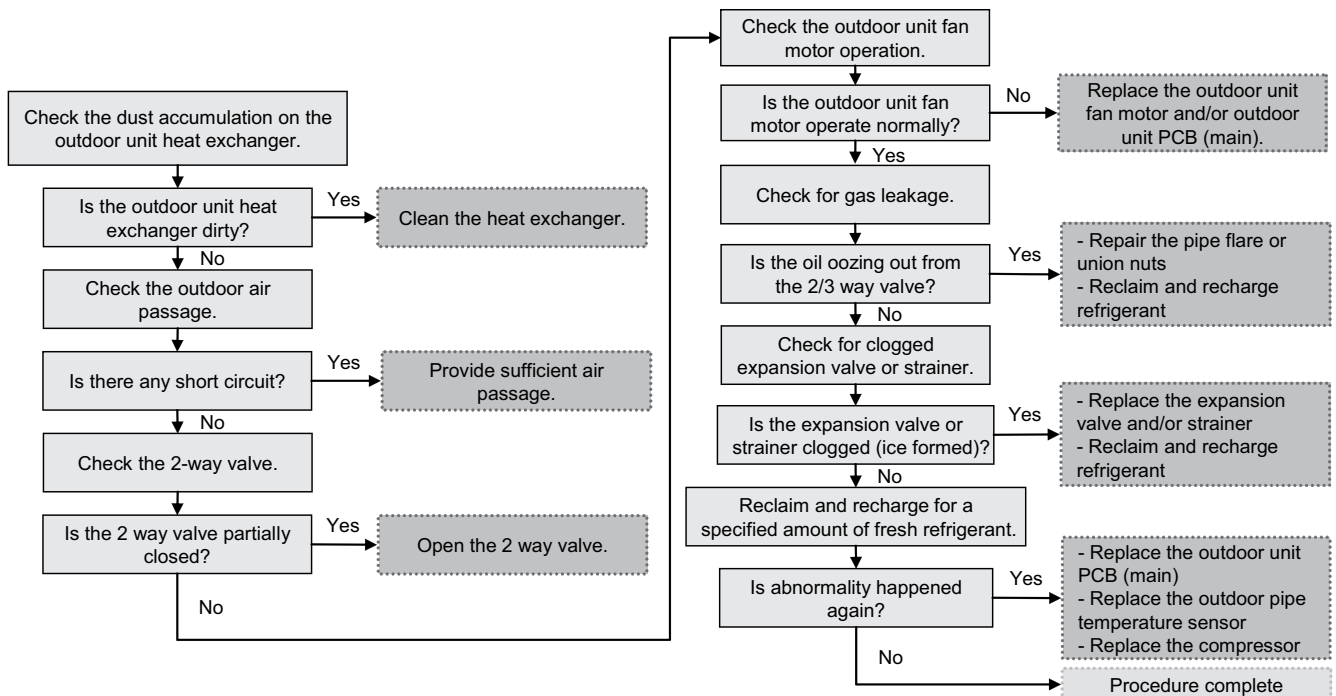 Check the dust accumulation on the
outdoor unit heat exchanger.
Is the outdoor unit heat
exchanger dirty?
Yes
Clean the heat exchanger.
No
Check the outdoor air
passage.
Is there any short circuit?
Yes
Provide sufficient air
passage.
No
Check the 2-way valve.
Is the 2 way valve partially
closed?
Yes
Open the 2 way valve.
No
Check the outdoor unit fan
motor operation.
Is the outdoor unit fan
motor operate normally?
No
Replace the outdoor unit
fan motor and/or outdoor
unit PCB (main).
Yes
Check for gas leakage.
Is the oil oozing out from
the 2/3 way valve?
Yes
- Repair the pipe flare or
union nuts
- Reclaim and recharge
refrigerant
No
Check for clogged
expansion valve or strainer.
Is the expansion valve or
strainer clogged (ice formed)?
Yes
- Replace the expansion
valve and/or strainer
- Reclaim and recharge
refrigerant
No
Reclaim and recharge for a
specified amount of fresh refrigerant.
Is abnormality happened
again?
Yes
- Replace the outdoor unit
PCB (main)
- Replace the outdoor pipe
temperature sensor
- Replace the compressor
No
Procedure complete